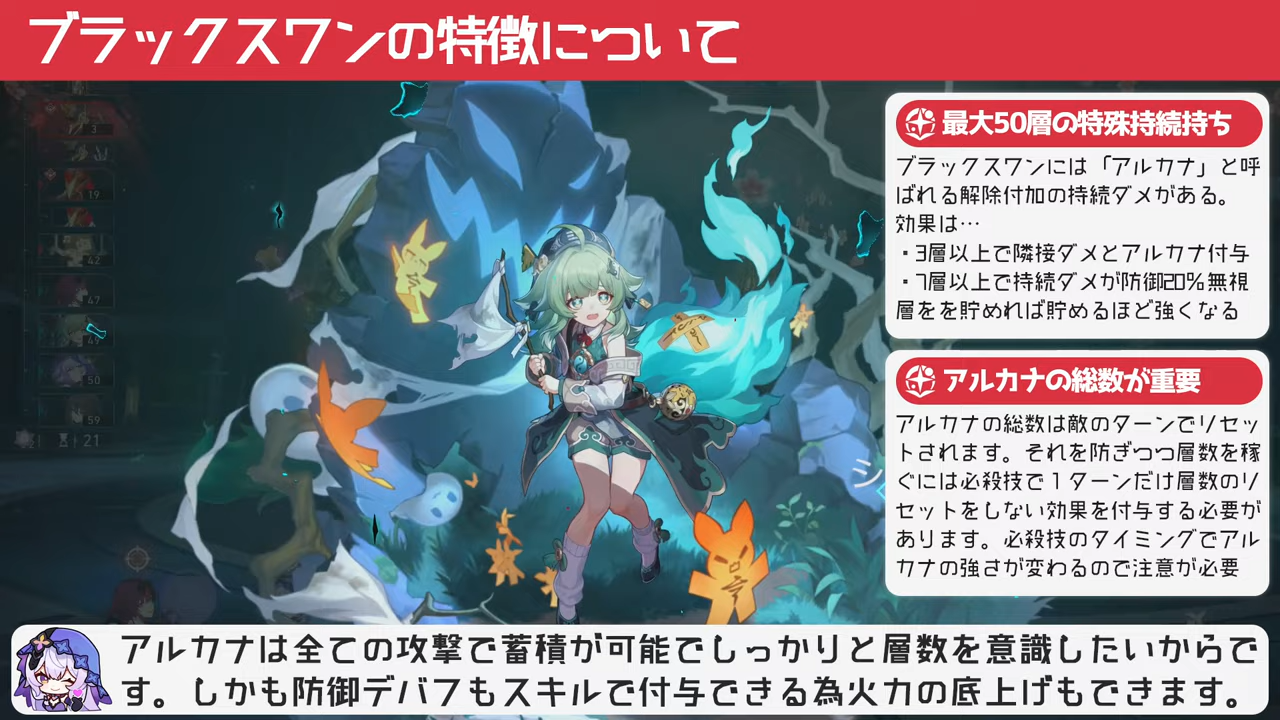 ブラックスワンの特徴について
3
19
42
47
49
50
59
21
最大50層の特殊持続持ち
ブラックスワンには「アルカナ」と呼
ばれる解除付加の持続ダメがある。
効果は…
・3層以上で隣接ダメとアルカナ付与
・7層以上で持続ダメが防御20%無視
層をを貯めれば貯めるほど強くなる
アルカナの総数が重要
アルカナの総数は敵のターンでリセッ
トされます。それを防ぎつつ層数を稼
ぐには必殺技で１ターンだけ層数のリ
セットをしない効果を付与する必要が
あります。必殺技のタイミングでアル
カナの強さが変わるので注意が必要
シ
アルカナは全ての攻撃で蓄積が可能でしっかりと層数を意識したいからで
す。しかも防御デバフもスキルで付与できる為火力の底上げもできます。